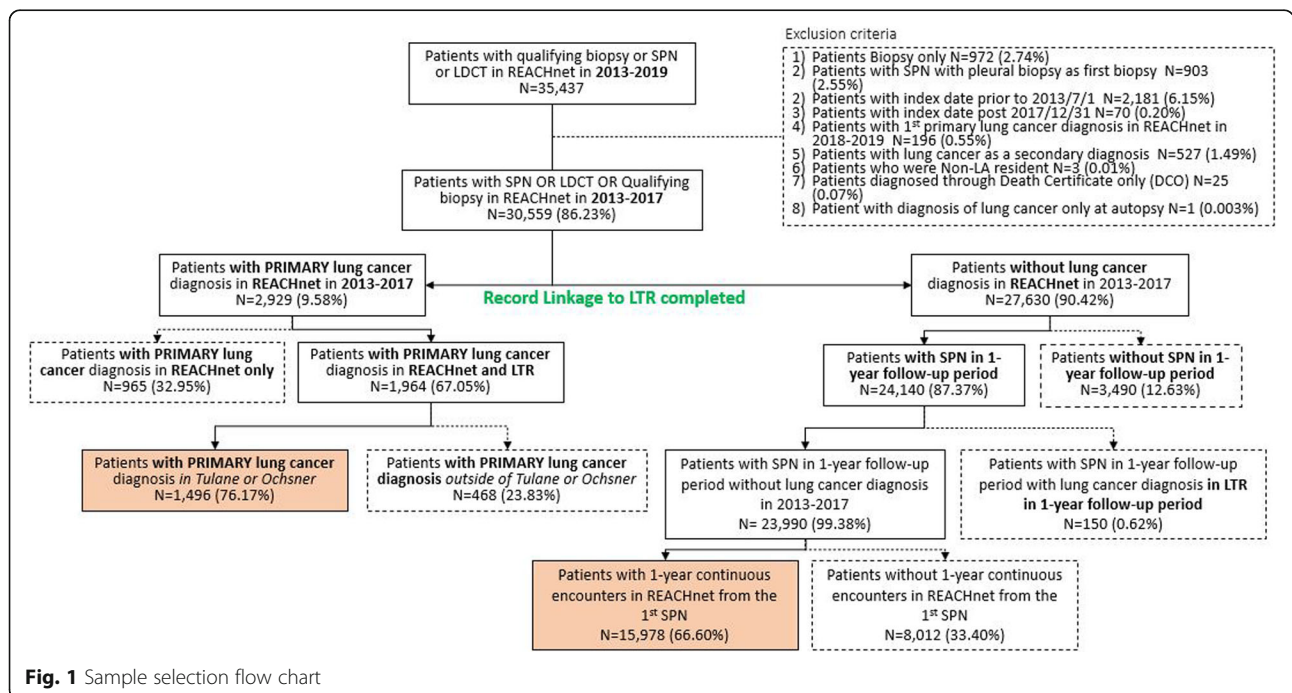 Patients with qualifying biopsy or SPN
or LDCT in REACHnet in 2013-2019
N=35,437
Exclusion criteria
1) Patients Biopsy only N=972 (2.74%)
2) Patients with SPN with pleural biopsy as first biopsy N=903
(2.55%)
2) Patients with index date prior to 2013/7/1 N=2,181 (6.15%)
3) Patients with index date post 2017/12/31 N=70 (0.20%)
4) Patients with 1st primary lung cancer diagnosis in REACHnet in
2018-2019 N=196 (0.55%)
5) Patients with lung cancer as a secondary diagnosis N=527 (1.49%)
6) Patients who were Non-LA resident N=3 (0.01%)
7) Patients diagnosed through Death Certificate only (DCO) N=25
(0.07%)
8) Patient with diagnosis of lung cancer only at autopsy N=1 (0.003%)
Patients with SPN OR LDCT OR Qualifying
biopsy in REACHnet in 2013-2017
N=30,559 (86.23%)
Patients with PRIMARY lung cancer
diagnosis in REACHnet in 2013-2017
N=2,929 (9.58%)
Record Linkage to LTR completed
Patients without lung cancer
diagnosis in REACHnet in 2013-2017
N=27,630 (90.42%)
Patients with PRIMARY lung
cancer diagnosis in REACHnet only
N=965 (32.95%)
Patients with PRIMARY lung cancer
diagnosis in REACHnet and LTR
N=1,964 (67.05%)
Patients with SPN in 1-
year follow-up period
N=24,140 (87.37%)
Patients without SPN in 1-
year follow-up period
N=3,490 (12.63%)
Patients with PRIMARY lung cancer
diagnosis in Tulane or Ochsner
N=1,496 (76.17%)
Patients with PRIMARY lung cancer
diagnosis outside of Tulane or Ochsner
N=468 (23.83%)
Patients with SPN in 1-year follow-up
period without lung cancer diagnosis
in 2013-2017
N= 23,990 (99.38%)
Patients with SPN in 1-year follow-up
period with lung cancer diagnosis in LTR
in 1-year follow-up period
N=150 (0.62%)
Patients with 1-year continuous
encounters in REACHnet from the
1st SPN
N=15,978 (66.60%)
Patients without 1-year continuous
encounters in REACHnet from the
1st SPN
N=8,012 (33.40%)
Fig. 1 Sample selection flow chart